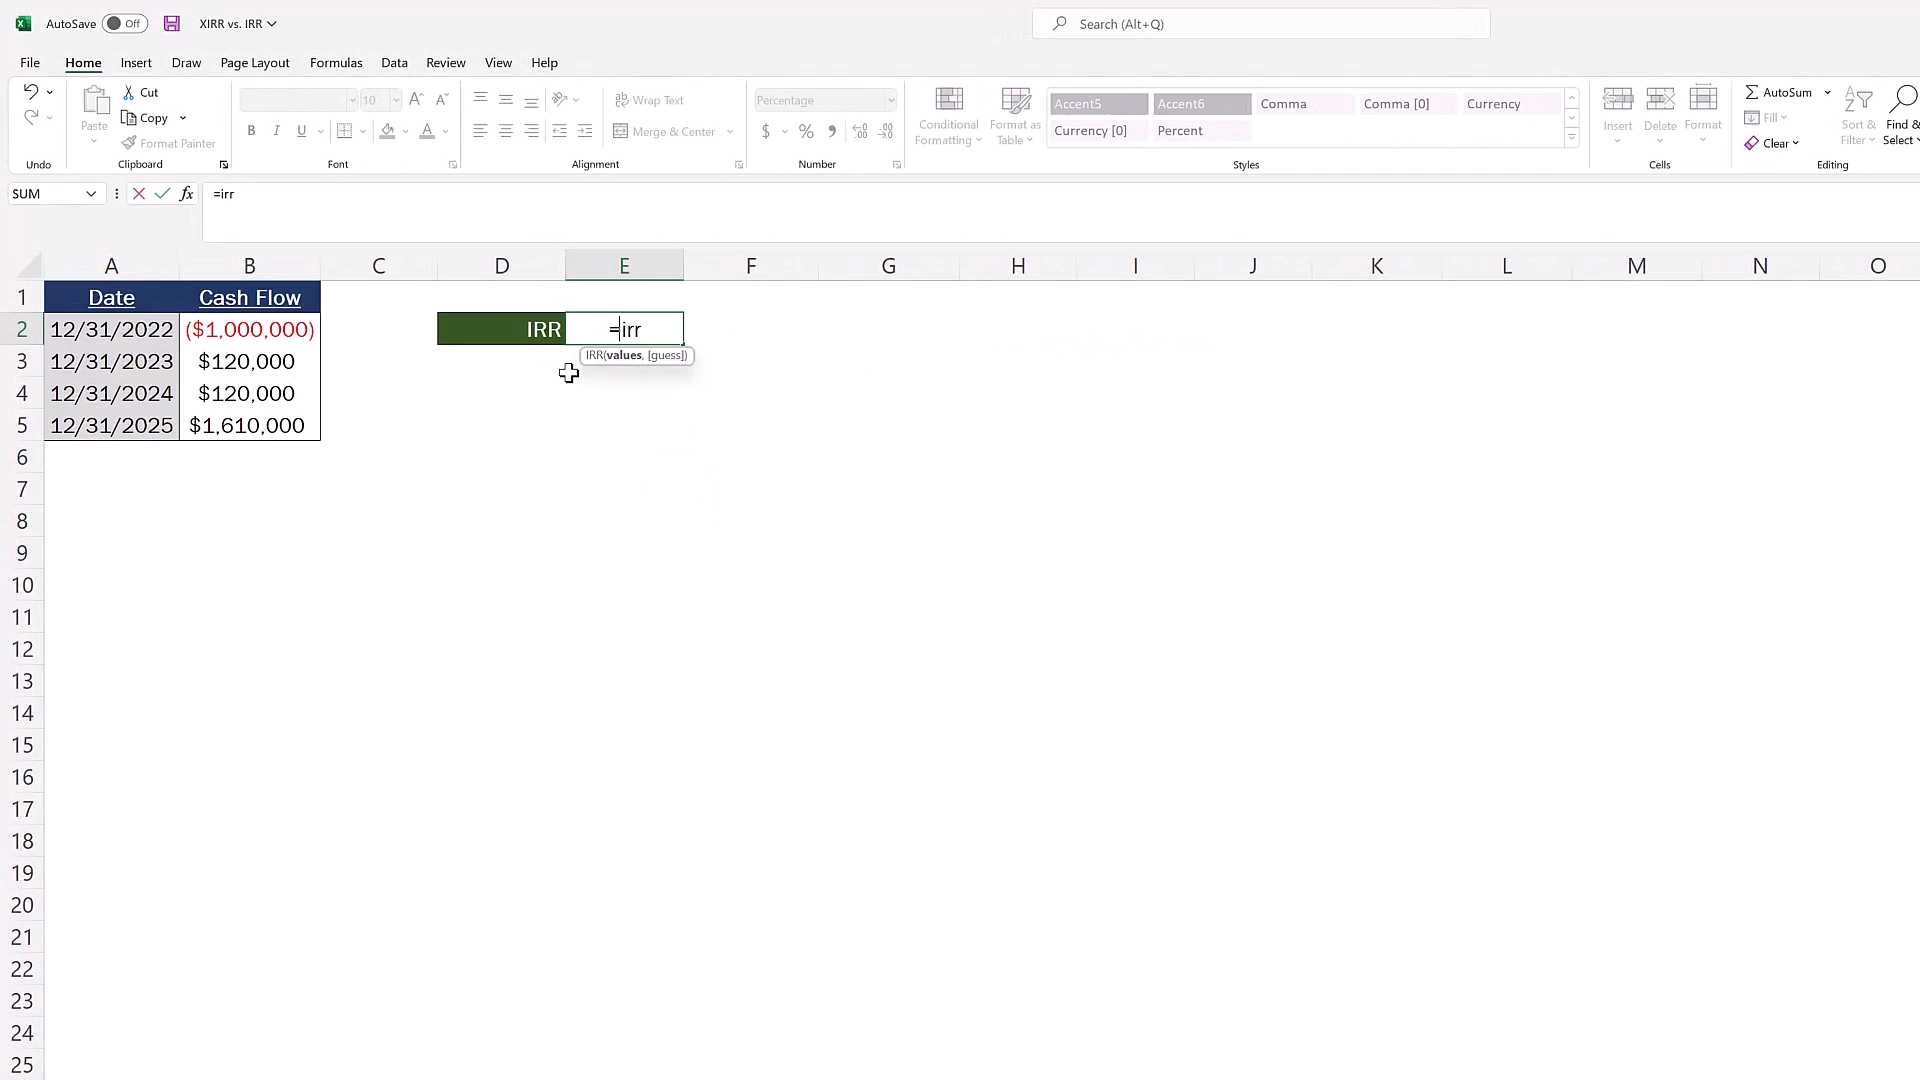 AutoSave Off XIRR vs. IRR Search (Alt+Q)
File Home Insert Draw Page Layout Formulas Data Review View Help
Paste Cut Copy Format Painter
10 B I U A A A
ab Wrap Text Merge & Center
Percentage $ % 9 .00
Conditional Formatting Format as Table
Accent5 Accent6 Comma Comma [0] Currency
Currency [0] Percent
Insert Delete Format
AutoSum Fill Clear Sort & Filter Find & Select
Undo Clipboard Font Alignment Number Styles Cells Editing
SUM fx =irr
A B C D E F G H I J K L M N O
1 Date Cash Flow
2 12/31/2022 ($1,000,000) IRR =irr
IRR(values, [guess])
3 12/31/2023 $120,000
4 12/31/2024 $120,000
5 12/31/2025 $1,610,000
6
7
8
9
10
11
12
13
14
15
16
17
18
19
20
21
22
23
24
25